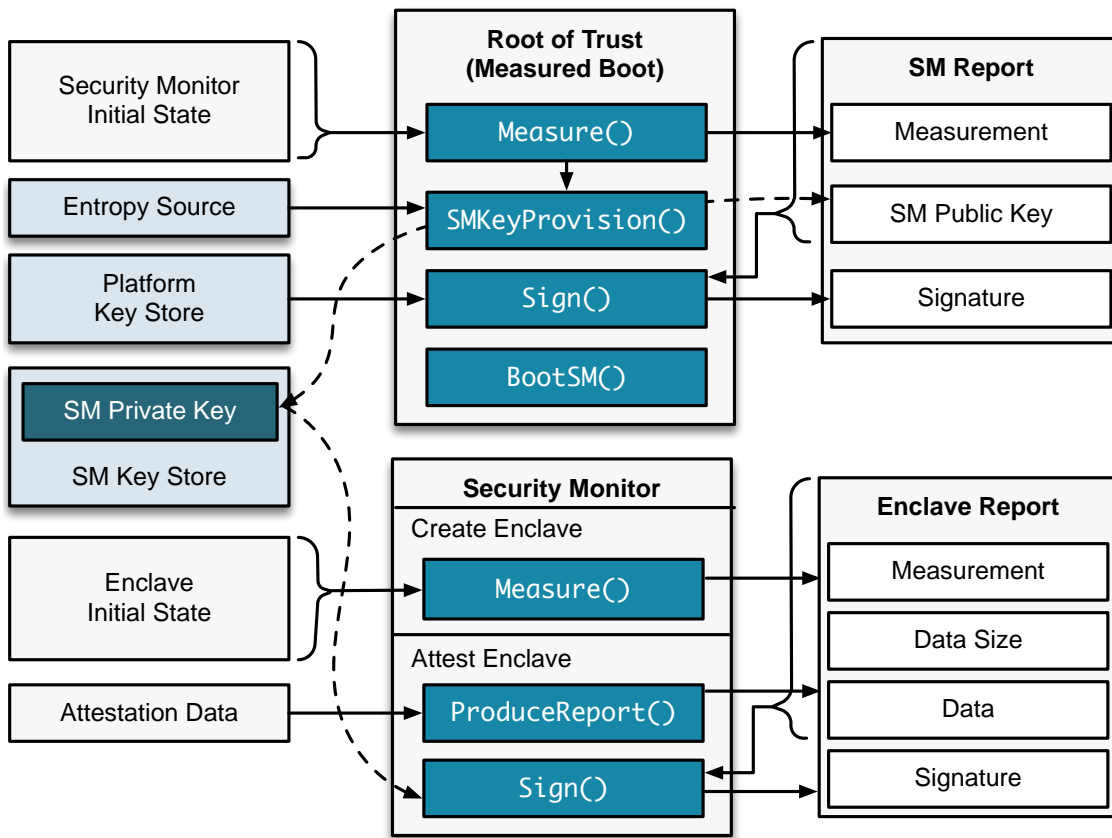 Security Monitor
Initial State
Entropy Source
Platform
Key Store
SM Private Key
SM Key Store
Enclave
Initial State
Attestation Data
Root of Trust
(Measured Boot)
Measure()
SMKeyProvision()
Sign()
BootSM()
Security Monitor
Create Enclave
Measure()
Attest Enclave
ProduceReport()
Sign()
SM Report
Measurement
SM Public Key
Signature
Enclave Report
Measurement
Data Size
Data
Signature